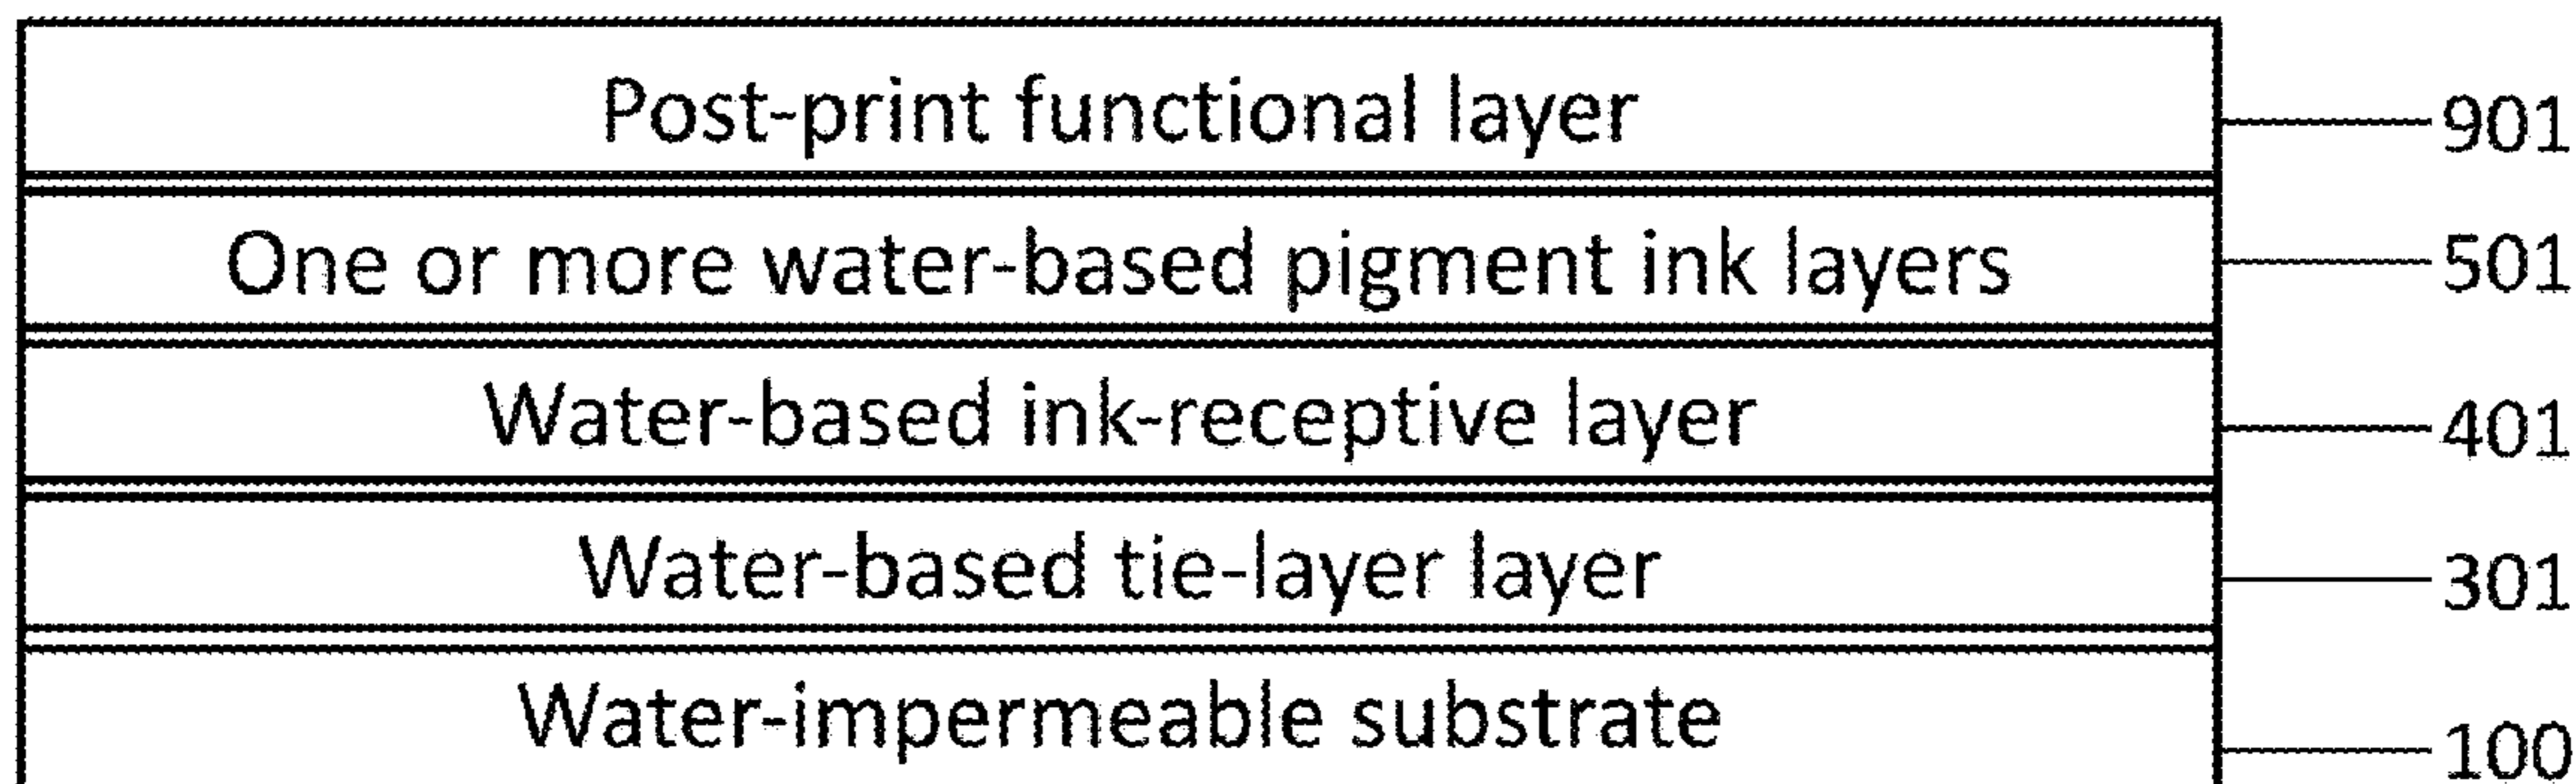 Post-print functional layer 901
One or more water-based pigment ink layers 501
Water-based ink-receptive layer 401
Water-based tie-layer layer 301
Water-impermeable substrate 100